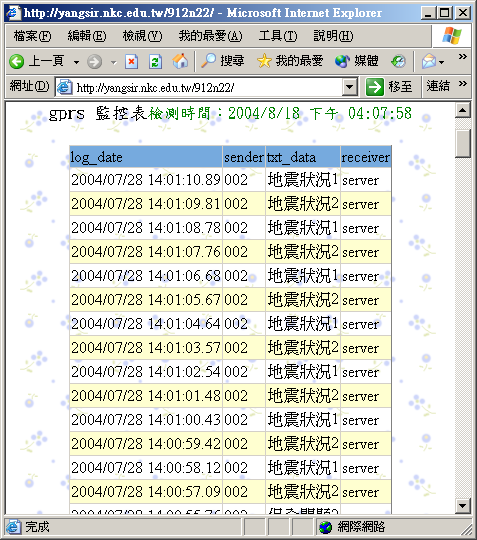 http://yangsir.nkc.edu.tw/912n22/ - Microsoft Internet Explorer
檔案(F) 編輯(E) 檢視(V) 我的最愛(A) 工具(T) 說明(H)
上一頁 搜尋 我的最愛 媒體
網址(D) http://yangsir.nkc.edu.tw/912n22/ 移至 連結 »
gprs 監控表檢測時間：2004/8/18 下午 04:07:58
log_date sender txt_data receiver
2004/07/28 14:01:10.89 002 地震狀況1 server
2004/07/28 14:01:09.81 002 地震狀況2 server
2004/07/28 14:01:08.78 002 地震狀況1 server
2004/07/28 14:01:07.76 002 地震狀況2 server
2004/07/28 14:01:06.68 002 地震狀況1 server
2004/07/28 14:01:05.67 002 地震狀況2 server
2004/07/28 14:01:04.64 002 地震狀況1 server
2004/07/28 14:01:03.57 002 地震狀況2 server
2004/07/28 14:01:02.54 002 地震狀況1 server
2004/07/28 14:01:01.48 002 地震狀況2 server
2004/07/28 14:01:00.43 002 地震狀況1 server
2004/07/28 14:00:59.42 002 地震狀況2 server
2004/07/28 14:00:58.12 002 地震狀況1 server
2004/07/28 14:00:57.09 002 地震狀況2 server
2004/07/28 14:00:55.76 002 server
完成 網際網路